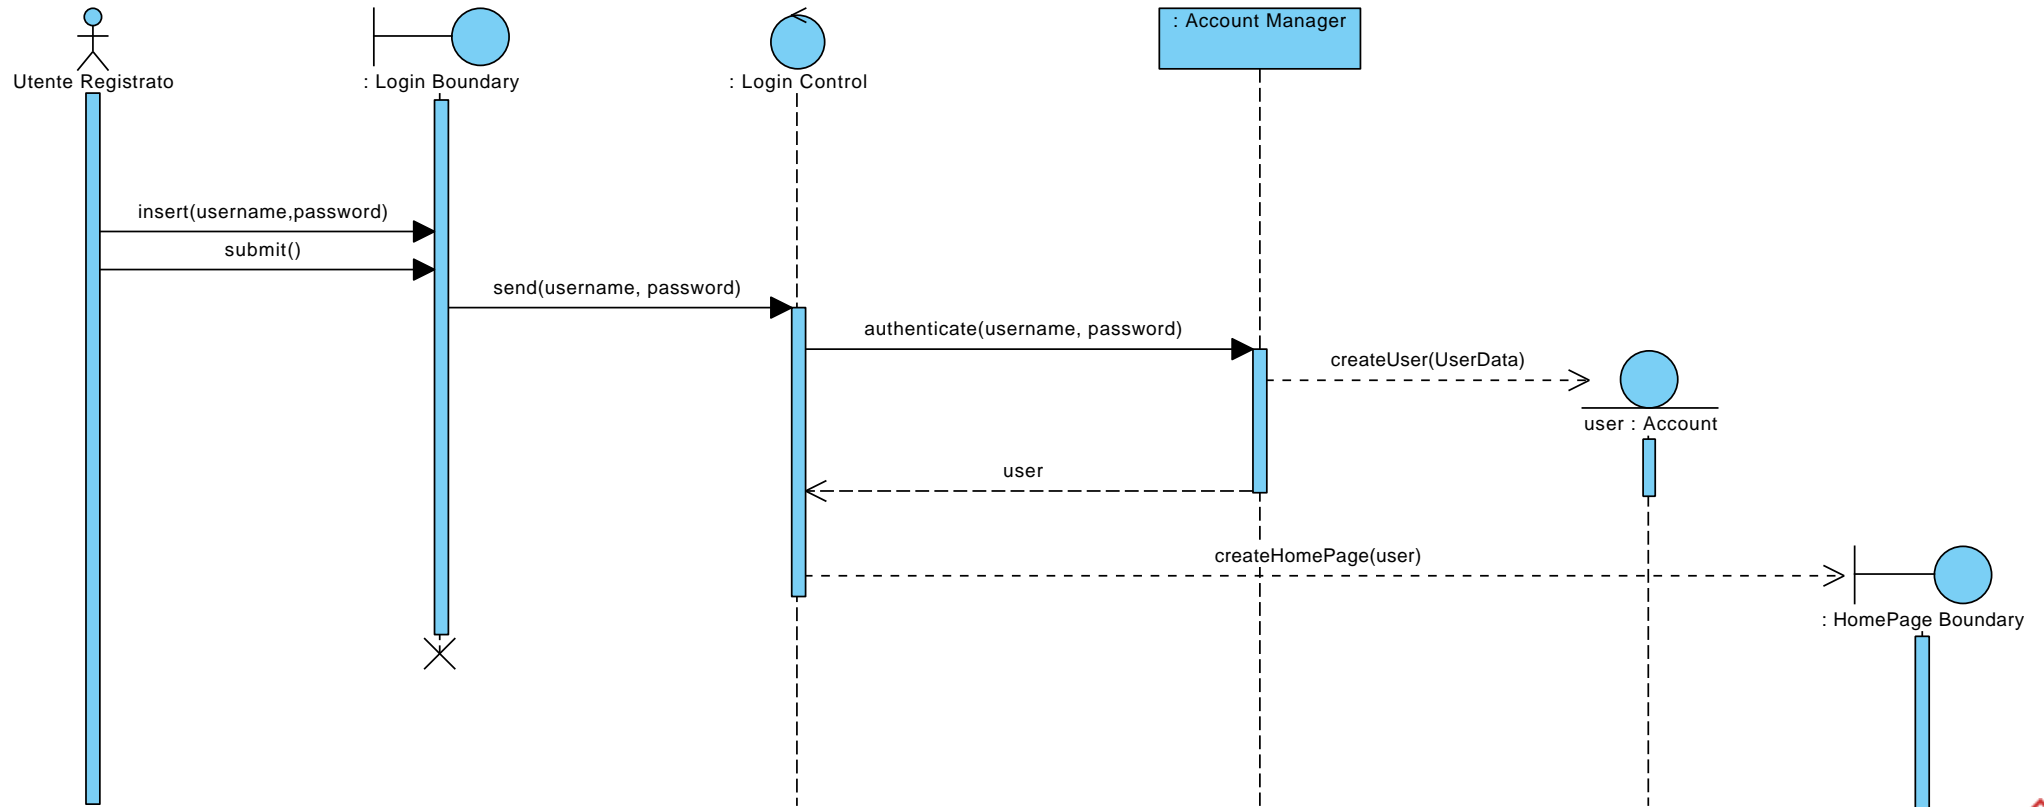 : Account Manager
Utente Registrato
: Login Boundary
: Login Control
insert(username,password)
submit()
send(username, password)
authenticate(username, password)
createUser(UserData)
user : Account
user
createHomePage(user)
: HomePage Boundary